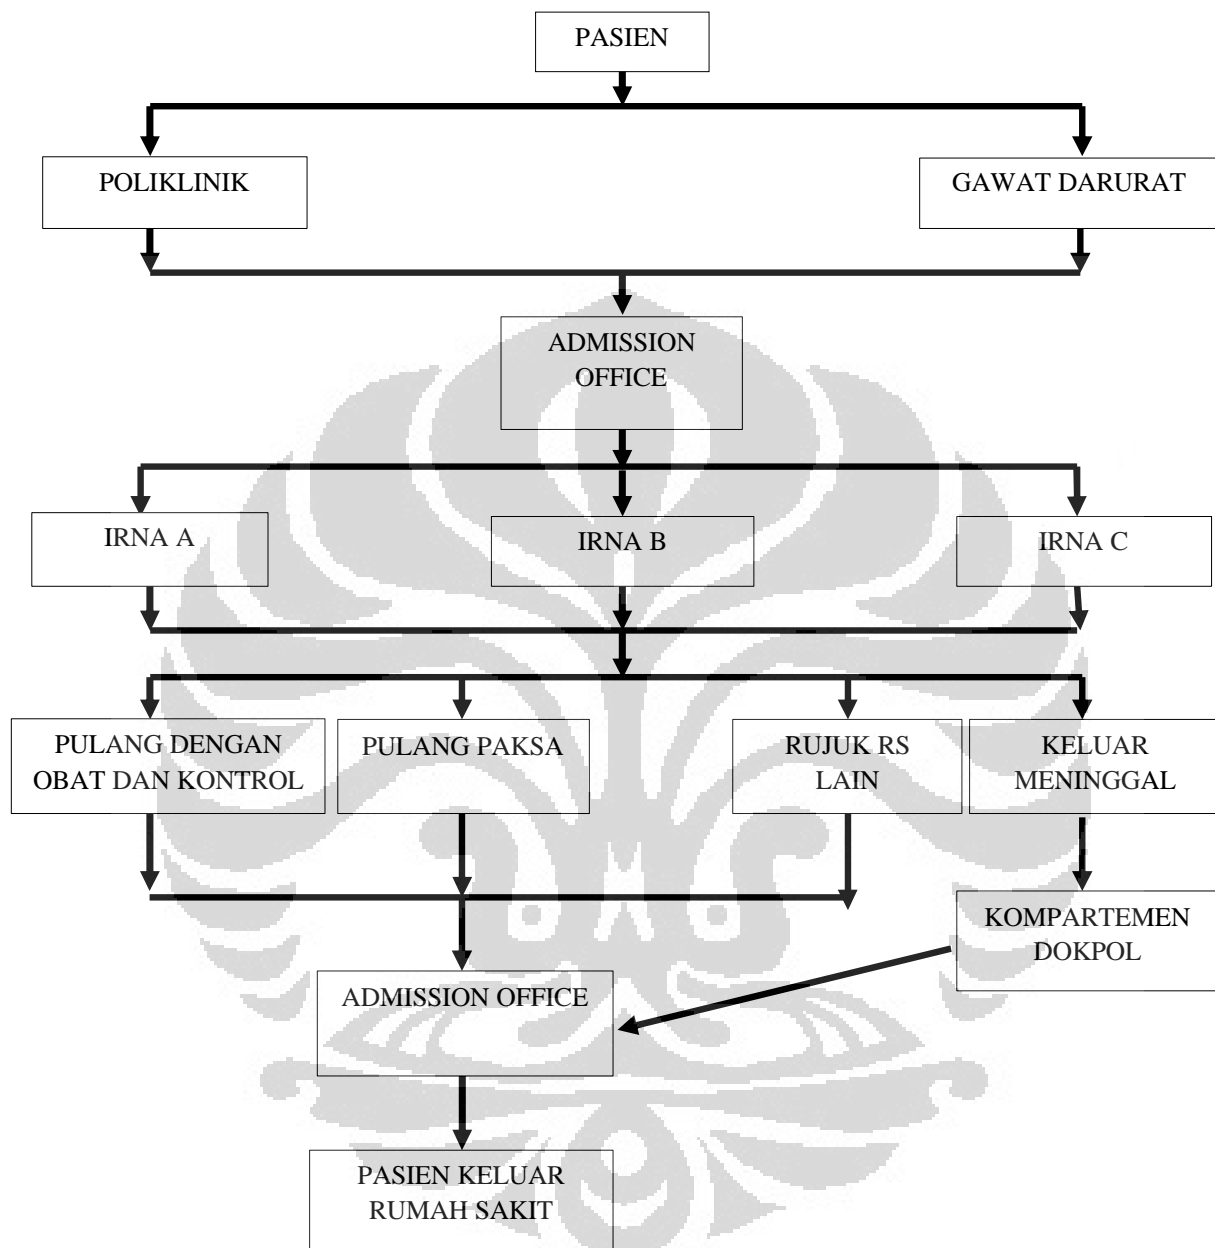 PASIEN
POLIKLINIK
GAWAT DARURAT
ADMISSION
OFFICE
IRNA A
IRNA B
IRNA C
PULANG DENGAN
OBAT DAN KONTROL
PULANG PAKSA
RUJUK RS
LAIN
KELUAR
MENINGGAL
KOMPARTEMEN
DOKPOL
ADMISSION OFFICE
PASIEN KELUAR
RUMAH SAKIT